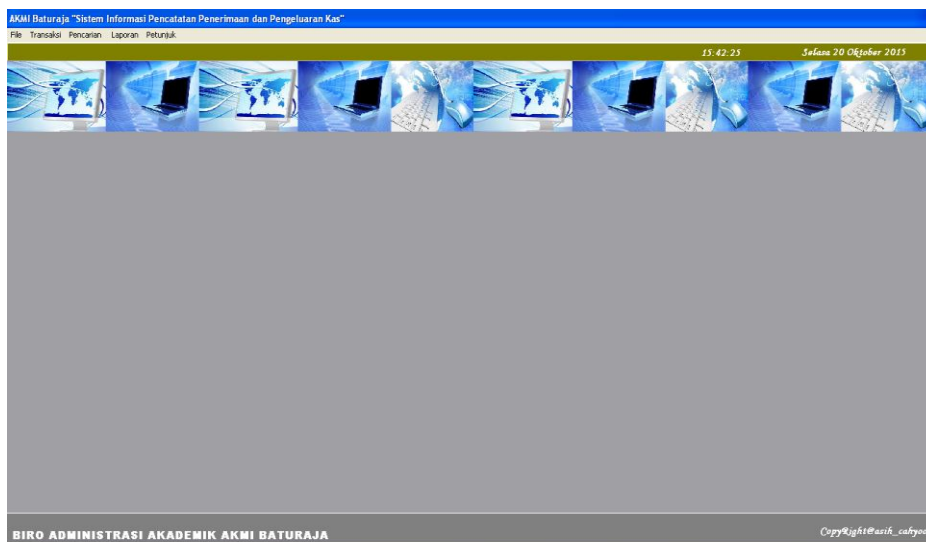 AKMI Baturaja "Sistem Informasi Pencatatan Penerimaan dan Pengeluaran Kas"
File Transaksi Pencarian Laporan Petunjuk
15:42:25 Selasa 20 Oktober 2015
BIRO ADMINISTRASI AKADEMIK AKMI BATURAJA
CopyRight@asih_cahyoo